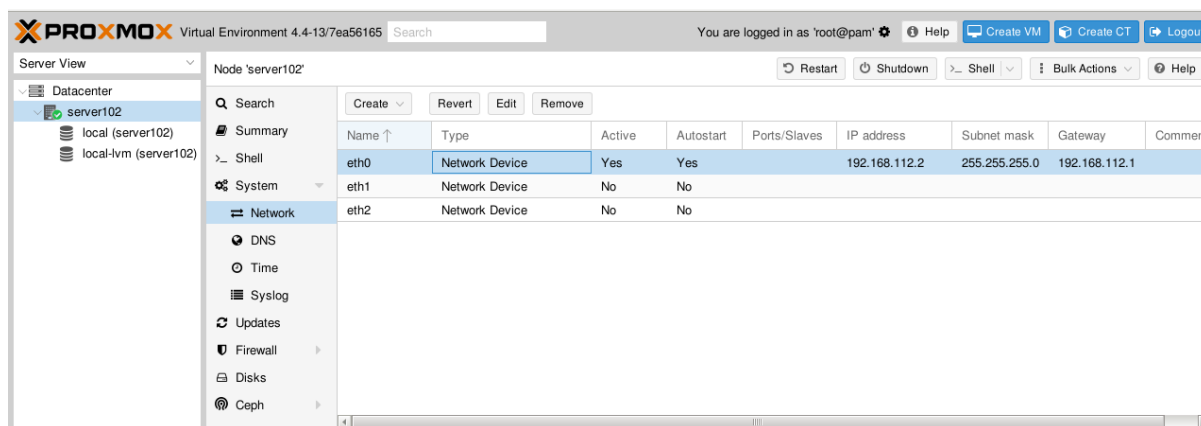 PROXMOX Virtual Environment 4.4-13/7ea56165 Search You are logged in as 'root@pam' Help Create VM Create CT Logou
Server View
Datacenter
server102
local (server102)
local-lvm (server102)
Node 'server102' Restart Shutdown >_ Shell Bulk Actions Help
Search
Summary
>_ Shell
System
Network
DNS
Time
Syslog
Updates
Firewall
Disks
Ceph
Create Revert Edit Remove
Name ↑ Type Active Autostart Ports/Slaves IP address Subnet mask Gateway Commen
eth0 Network Device Yes Yes 192.168.112.2 255.255.255.0 192.168.112.1
eth1 Network Device No No
eth2 Network Device No No